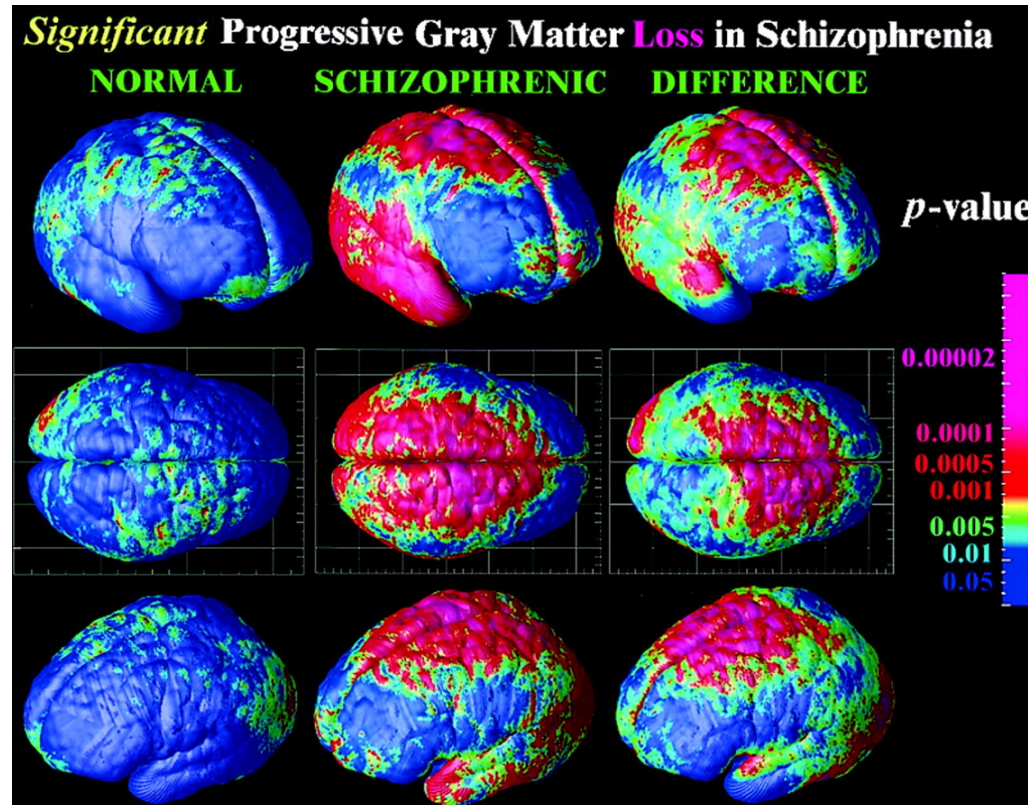 Significant Progressive Gray Matter Loss in Schizophrenia
NORMAL SCHIZOPHRENIC DIFFERENCE
p-value
0.00002
0.0001
0.0005
0.001
0.005
0.01
0.05